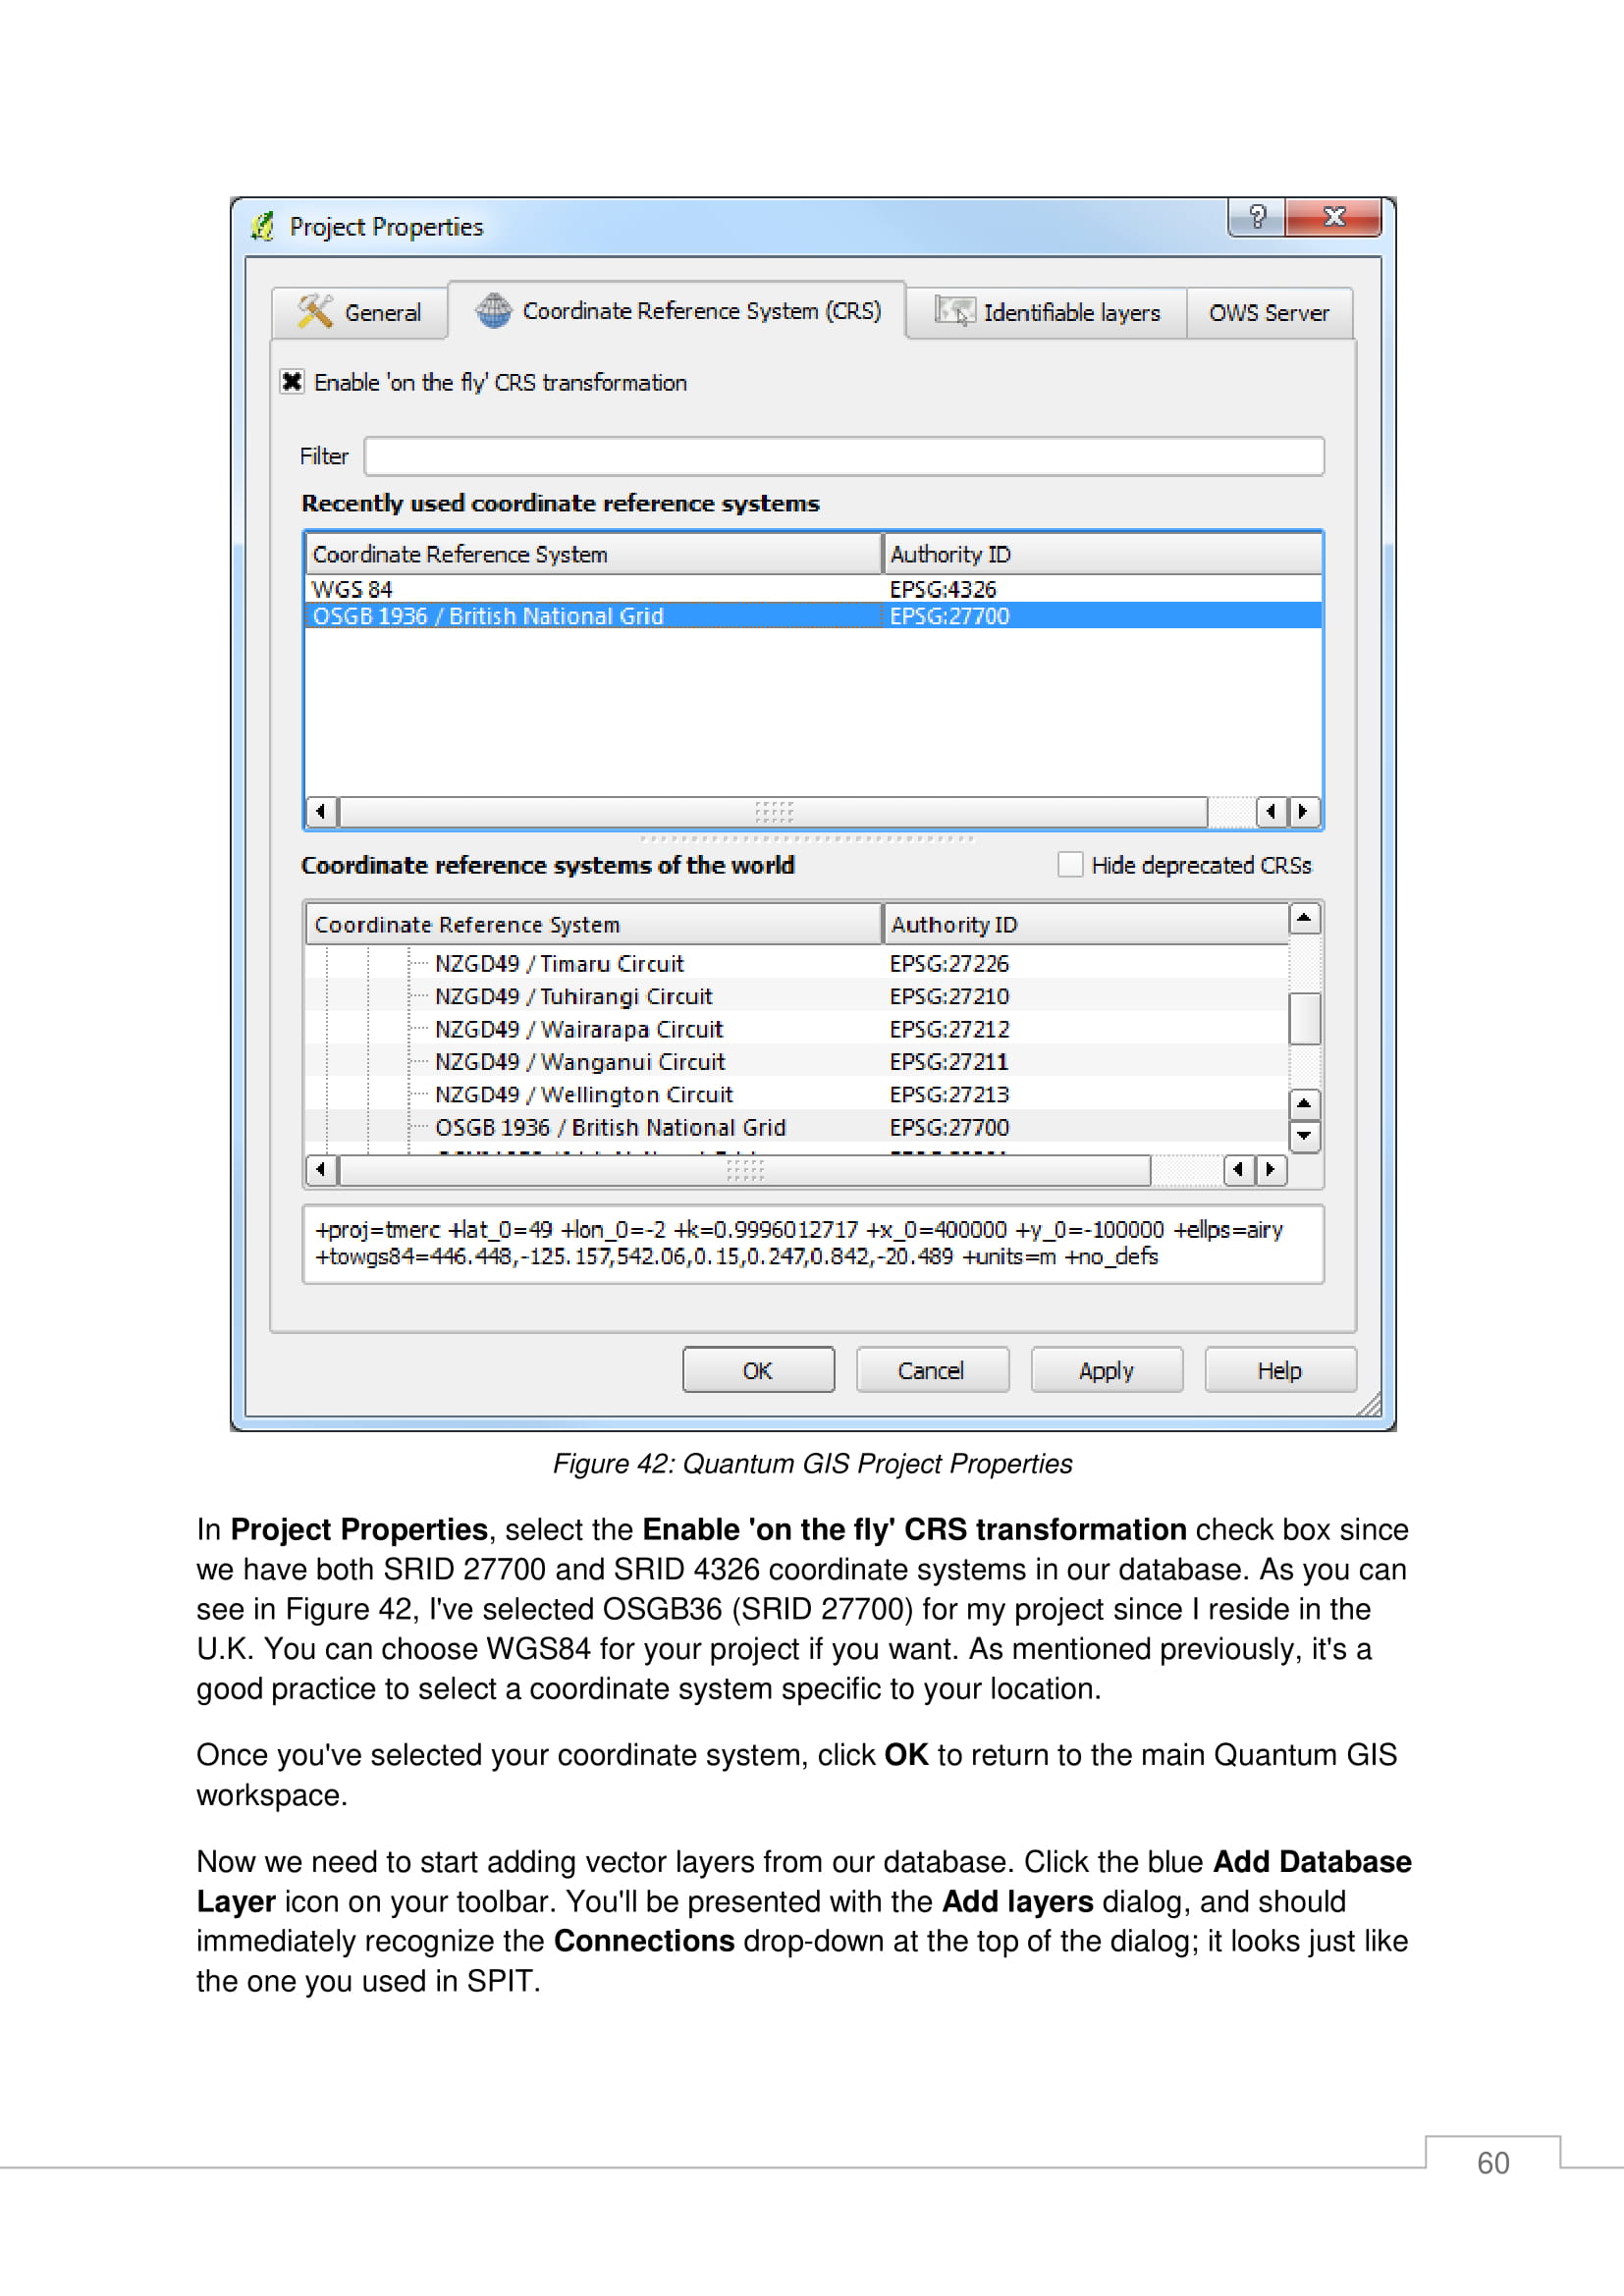 Project Properties
?
General
Coordinate Reference System (CRS)
Identifiable layers
OWS Server
Enable 'on the fly' CRS transformation
Filter
Recently used coordinate reference systems
Coordinate Reference System Authority ID
WGS 84 EPSG:4326
OSGB 1936 / British National Grid EPSG:27700
Coordinate reference systems of the world Hide deprecated CRSs
Coordinate Reference System Authority ID
NZGD49 / Timaru Circuit EPSG:27226
NZGD49 / Tuhirangi Circuit EPSG:27210
NZGD49 / Wairarapa Circuit EPSG:27212
NZGD49 / Wanganui Circuit EPSG:27211
NZGD49 / Wellington Circuit EPSG:27213
OSGB 1936 / British National Grid EPSG:27700
+proj=tmerc +lat_0=49 +lon_0=-2 +k=0.9996012717 +x_0=400000 +y_0=-100000 +ellps=airy
+towgs84=446.448,-125.157,542.06,0.15,0.247,0.842,-20.489 +units=m +no_defs
OK Cancel Apply Help
Figure 42: Quantum GIS Project Properties
In Project Properties, select the Enable 'on the fly' CRS transformation check box since
we have both SRID 27700 and SRID 4326 coordinate systems in our database. As you can
see in Figure 42, I've selected OSGB36 (SRID 27700) for my project since I reside in the
U.K. You can choose WGS84 for your project if you want. As mentioned previously, it's a
good practice to select a coordinate system specific to your location.
Once you've selected your coordinate system, click OK to return to the main Quantum GIS
workspace.
Now we need to start adding vector layers from our database. Click the blue Add Database
Layer icon on your toolbar. You'll be presented with the Add layers dialog, and should
immediately recognize the Connections drop-down at the top of the dialog; it looks just like
the one you used in SPIT.
60